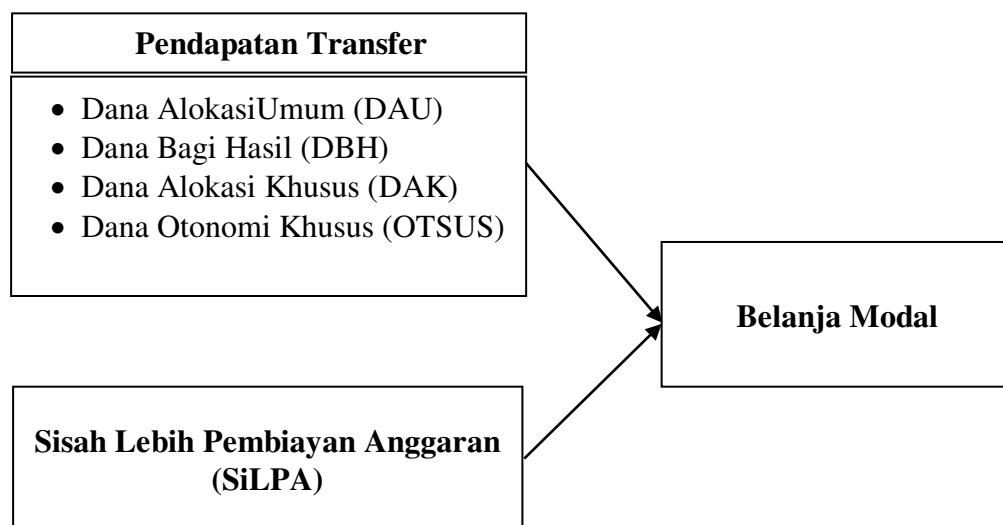 Pendapatan Transfer
• Dana AlokasiUmum (DAU)
• Dana Bagi Hasil (DBH)
• Dana Alokasi Khusus (DAK)
• Dana Otonomi Khusus (OTSUS)
Belanja Modal
Sisah Lebih Pembiayan Anggaran
(SiLPA)